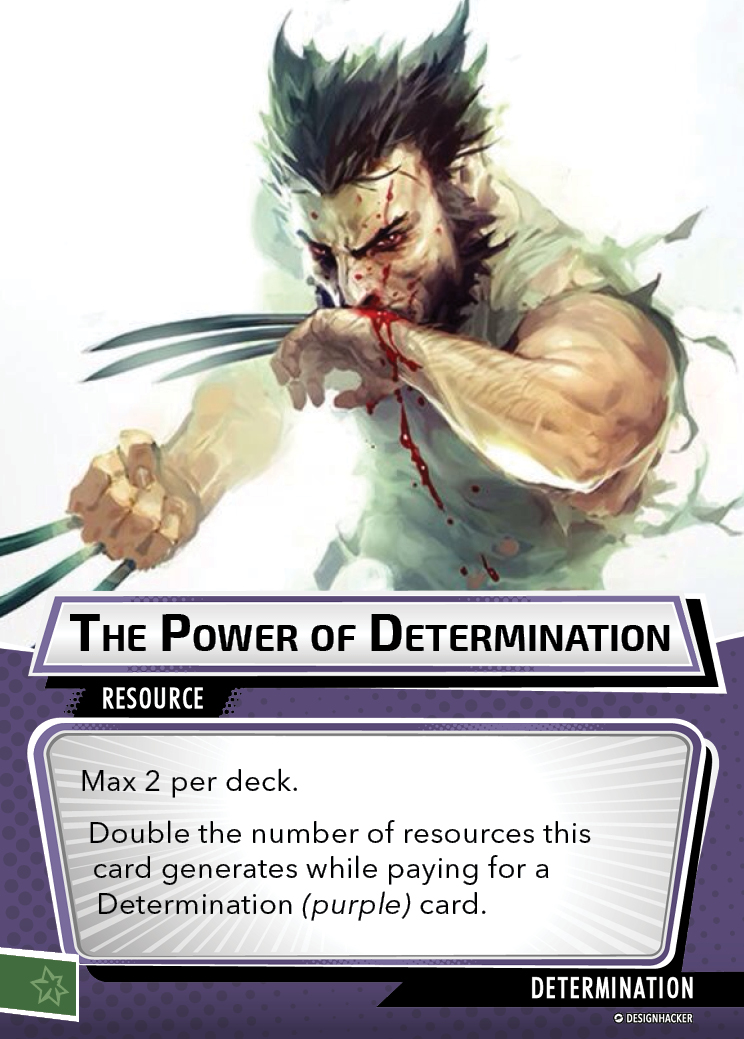 The Power of Determination
RESOURCE
Max 2 per deck.
Double the number of resources this
card generates while paying for a
Determination (purple) card.
DETERMINATION
DESIGNHACKER